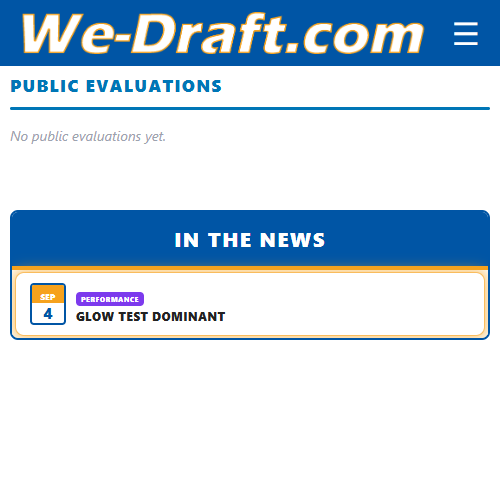 We-Draft.com
PUBLIC EVALUATIONS
No public evaluations yet.
IN THE NEWS
SEP
4
PERFORMANCE
GLOW TEST DOMINANT